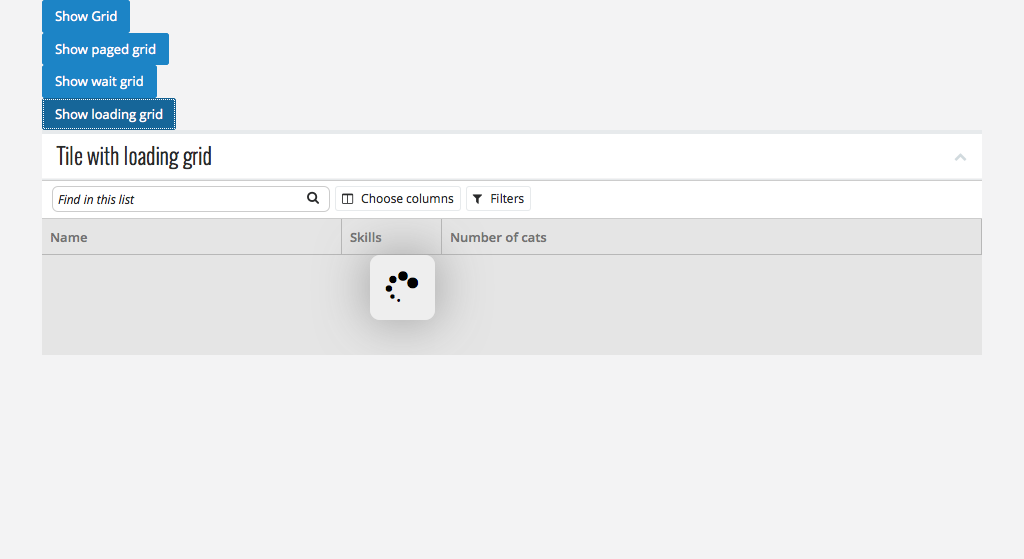 Show Grid
Show paged grid
Show wait grid
Show loading grid
Tile with loading grid
Find in this list Choose columns Filters
Name Skills Number of cats